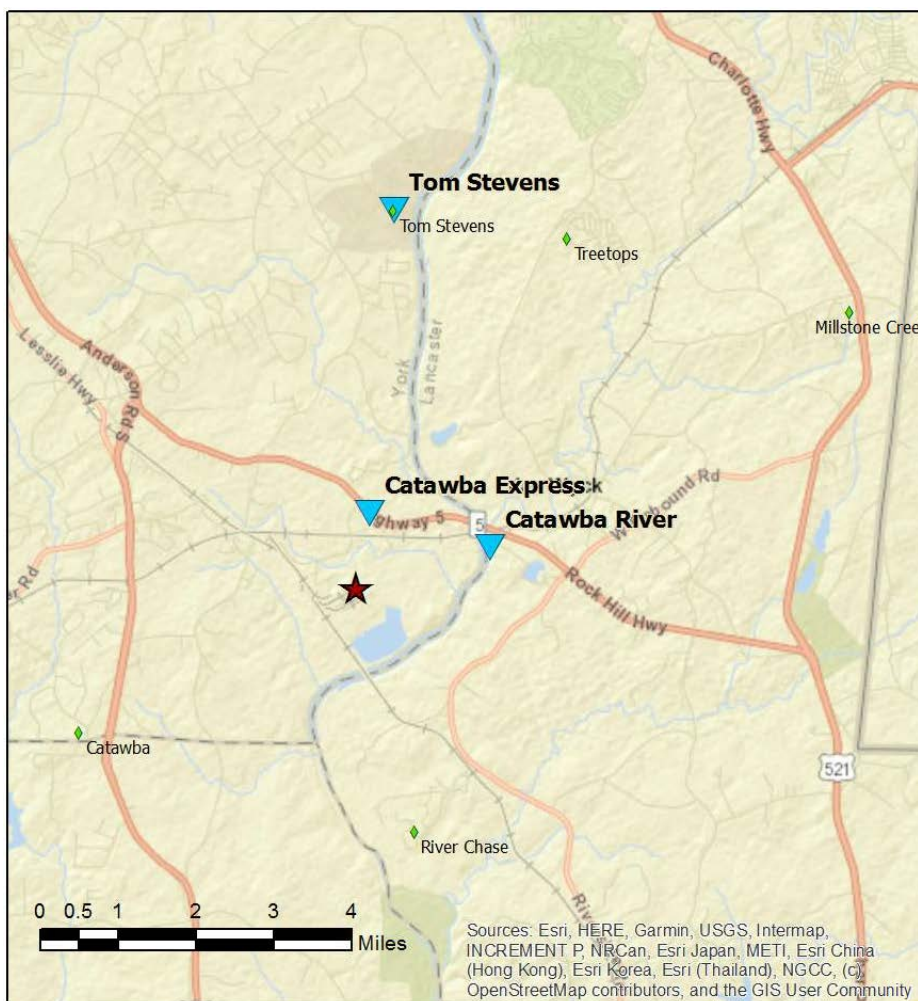 Charlotte Hwy
Tom Stevens
Tom Stevens
Treetops
Millstone Cree
York
Lancaster
Lesslie Hwy
Anderson Rd S
Catawba Express
ghway 5
5
Catawba River
Rock Hill Hwy
er Rd
Catawba
521
River Chase
0 0.5 1 2 3 4
Miles
Sources: Esri, HERE, Garmin, USGS, Intermap,
INCREMENT P, NRCan, Esri Japan, METI, Esri China
(Hong Kong), Esri Korea, Esri (Thailand), NGCC, (c)
OpenStreetMap contributors, and the GIS User Community